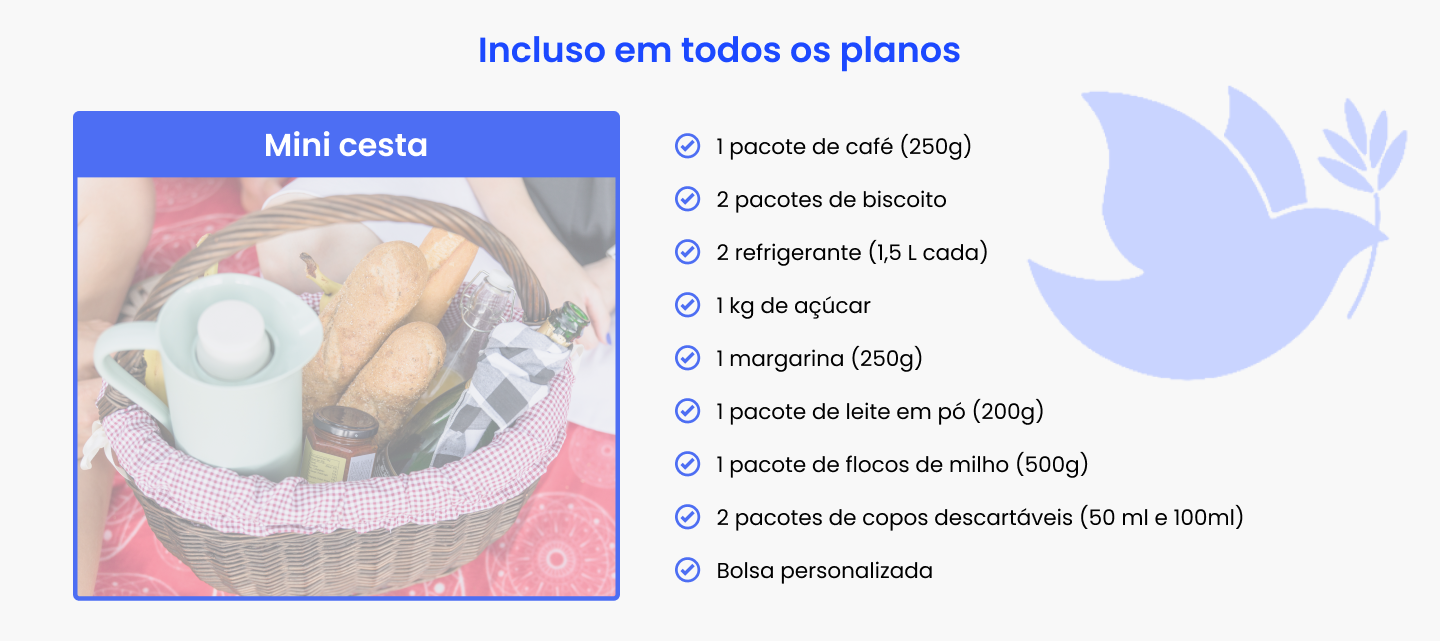 Incluso em todos os planos
Mini cesta
1 pacote de café (250g)
2 pacotes de biscoito
2 refrigerante (1,5 L cada)
1 kg de açúcar
1 margarina (250g)
1 pacote de leite em pó (200g)
1 pacote de flocos de milho (500g)
2 pacotes de copos descartáveis (50 ml e 100ml)
Bolsa personalizada